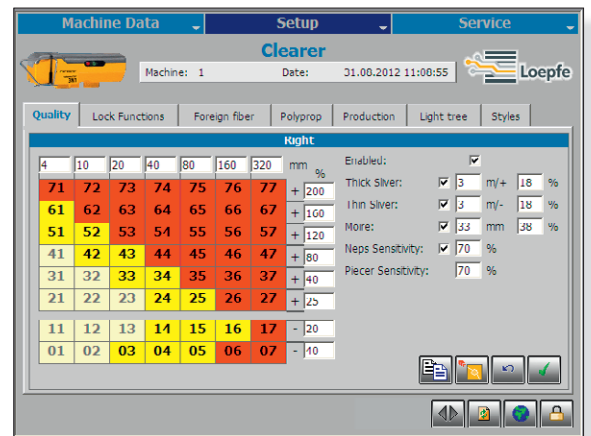 Machine Data Setup Service
Clearer
Machine: 1 Date: 31.08.2012 11:08:55 Loepfe
Quality Lock Functions Foreign fiber Polyprop Production Light tree Styles
Right
4 10 20 40 80 160 320 mm %
71 72 73 74 75 76 77 + 200
61 62 63 64 65 66 67 + 160
51 52 53 54 55 56 57 + 120
41 42 43 44 45 46 47 + 80
31 32 33 34 35 36 37 + 40
21 22 23 24 25 26 27 + 25
11 12 13 14 15 16 17 - 20
01 02 03 04 05 06 07 - 40
Enabled:
Thick Sliver: 3 m/+ 18 %
Thin Sliver: 3 m/- 18 %
Moire: 33 mm 38 %
Neps Sensitivity: 70 %
Piecer Sensitivity: 70 %